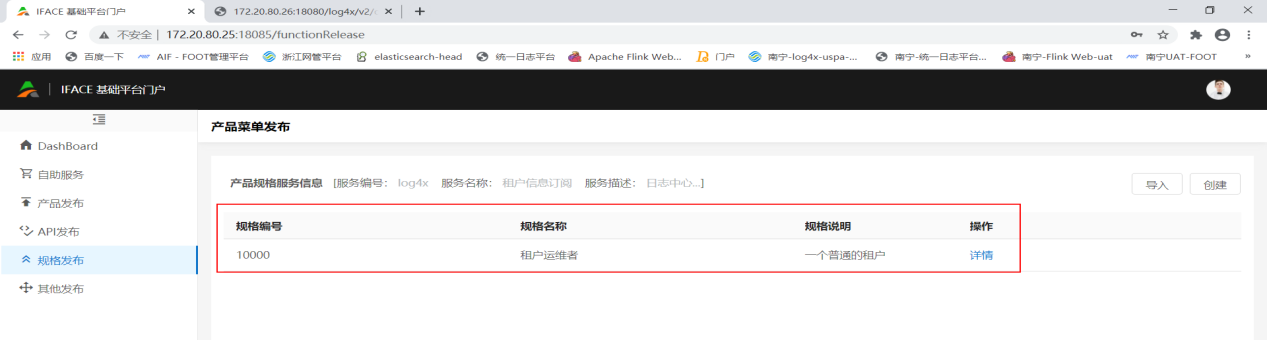 IFACE 基础平台门户
172.20.80.26:18080/log4x/v2/
不安全 | 172.20.80.25:18085/functionRelease
应用 百度一下 AIF - FOOT管理平台 浙江网管平台 elasticsearch-head 统一日志平台 Apache Flink Web... 门户 南宁-log4x-uspa-... 南宁-统一日志平台... 南宁-Flink Web-uat 南宁UAT-FOOT »
IFACE 基础平台门户
产品菜单发布
DashBoard
自助服务
产品发布
API发布
规格发布
其他发布
产品规格服务信息 [服务编号: log4x 服务名称: 租户信息订阅 服务描述: 日志中心...]
导入 创建
规格编号 规格名称 规格说明 操作
10000 租户运维者 一个普通的租户 详情